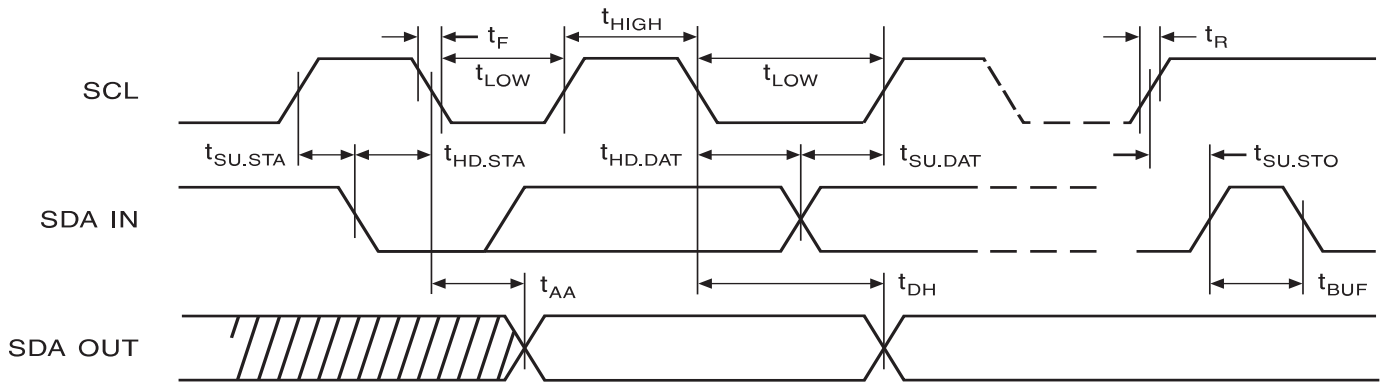 t_F
t_HIGH
t_R
SCL
t_LOW
t_LOW
t_SU.STA
t_HD.STA
t_HD.DAT
t_SU.DAT
t_SU.STO
SDA IN
t_AA
t_DH
t_BUF
SDA OUT